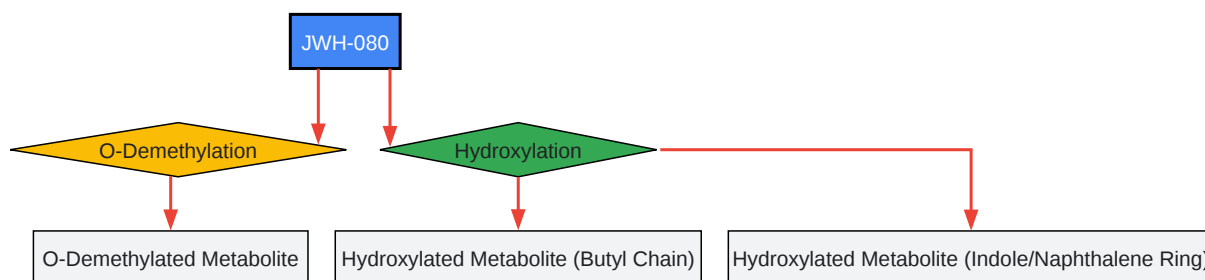 JWH-080
O-Demethylation
Hydroxylation
O-Demethylated Metabolite
Hydroxylated Metabolite (Butyl Chain)
Hydroxylated Metabolite (Indole/Naphthalene Ring)